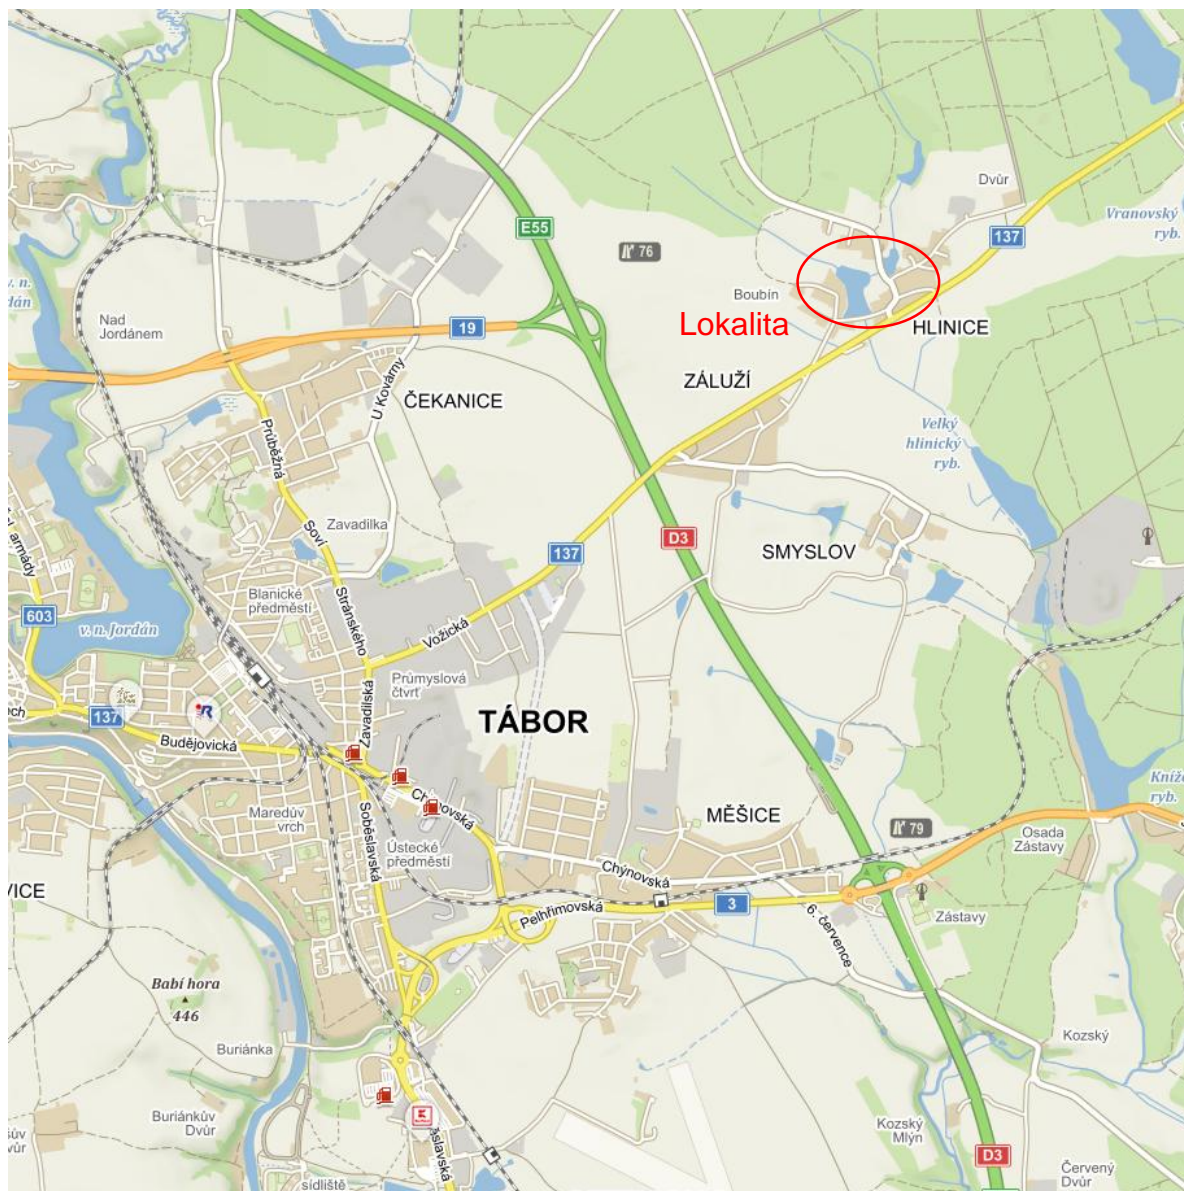 Dvůr
Vranovský
ryb.
E55
76
137
Boubín
Lokalita
HLINICE
v. n.
Nad
Jordánem
19
U Kovárny
ČEKANICE
ZÁLUŽÍ
Průběžná
Velký
hlinický
ryb.
Zavadilka
Soví
D3
SMYSLOV
137
armády
Blanické
předměstí
Stránského
603
v. n. Jordán
Vožická
Průmyslová
čtvrť
Zavadilská
137
TÁBOR
Budějovická
Maredův
vrch
Soběslavská
Ústecké
předměstí
MĚŠICE
79
Osada
Zástavy
ryb.
Chýnovská
Chýnovská
Pelhřimovská
3
6. července
Zástavy
Babí hora
446
Buriánka
Kozský
Buriánkův
Dvůr
Kozský
Mlýn
D3
Červený
Dvůr
sídliště